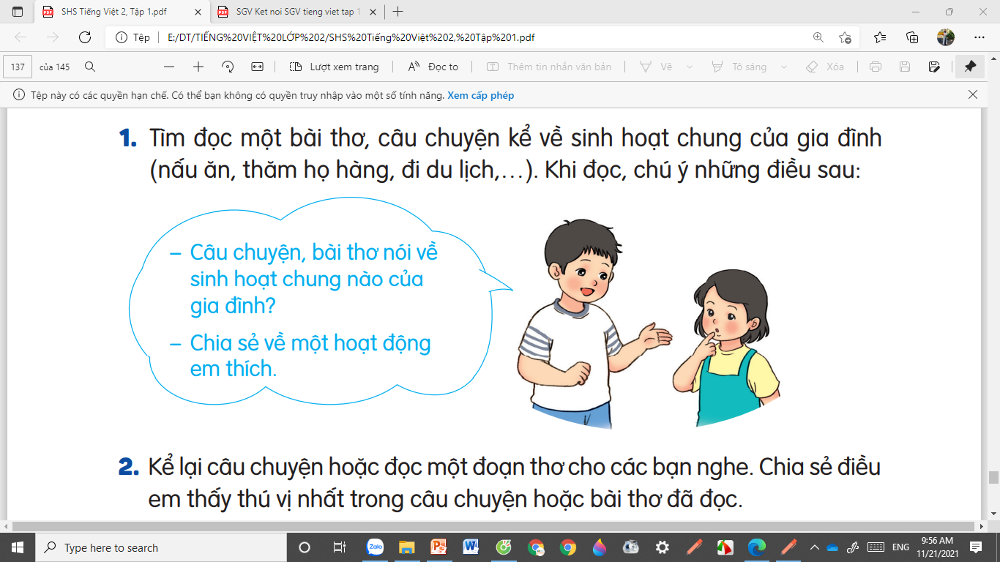 SHS Tiếng Việt 2, Tập 1.pdf
SGV Ket noi SGV tieng viet tap 1
Tệp
E:/DT/TIẾNG%20VIỆT%20LỚP%202/SHS%20Tiếng%20Việt%202,%20Tập%201.pdf
137 của 145
Lượt xem trang
Đọc to
Thêm tin nhắn văn bản
Vẽ
Tô sáng
Xóa
Tệp này có các quyền hạn chế. Có thể bạn không có quyền truy nhập vào một số tính năng. Xem cấp phép
1. Tìm đọc một bài thơ, câu chuyện kể về sinh hoạt chung của gia đình
(nấu ăn, thăm họ hàng, đi du lịch,…). Khi đọc, chú ý những điều sau:
– Câu chuyện, bài thơ nói về
sinh hoạt chung nào của
gia đình?
– Chia sẻ về một hoạt động
em thích.
2. Kể lại câu chuyện hoặc đọc một đoạn thơ cho các bạn nghe. Chia sẻ điều
em thấy thú vị nhất trong câu chuyện hoặc bài thơ đã đọc.
Type here to search
Zalo
ENG
9:56 AM
11/21/2021